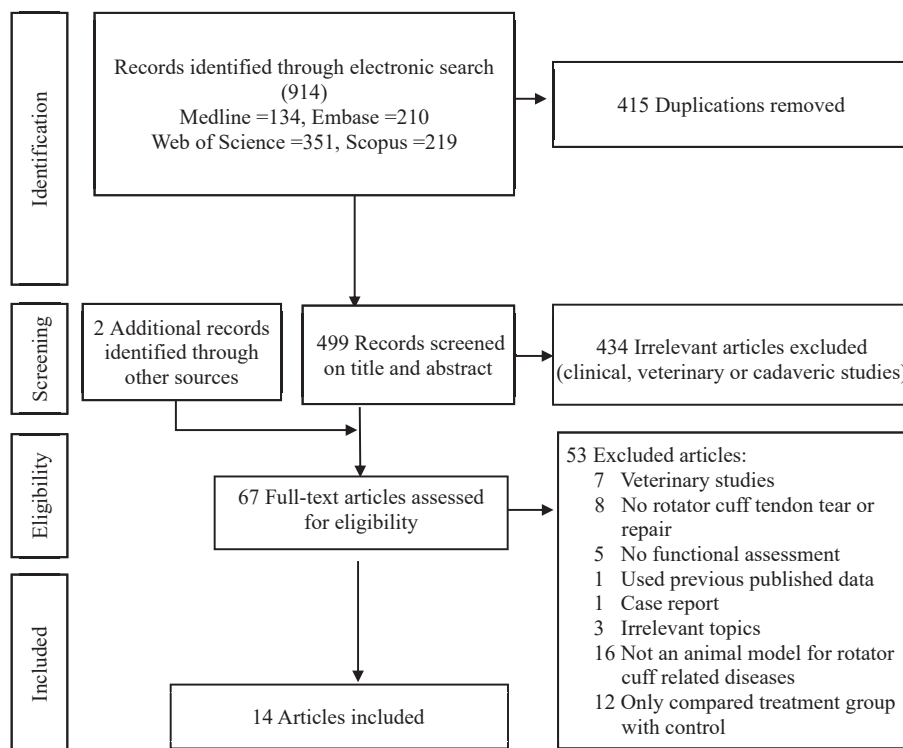 Identification
Records identified through electronic search
(914)
Medline =134, Embase =210
Web of Science =351, Scopus =219
415 Duplications removed
Screening
2 Additional records
identified through
other sources
499 Records screened
on title and abstract
434 Irrelevant articles excluded
(clinical, veterinary or cadaveric studies)
Eligibility
67 Full-text articles assessed
for eligibility
53 Excluded articles:
7 Veterinary studies
8 No rotator cuff tendon tear or
repair
5 No functional assessment
1 Used previous published data
1 Case report
3 Irrelevant topics
16 Not an animal model for rotator
cuff related diseases
12 Only compared treatment group
with control
Included
14 Articles included